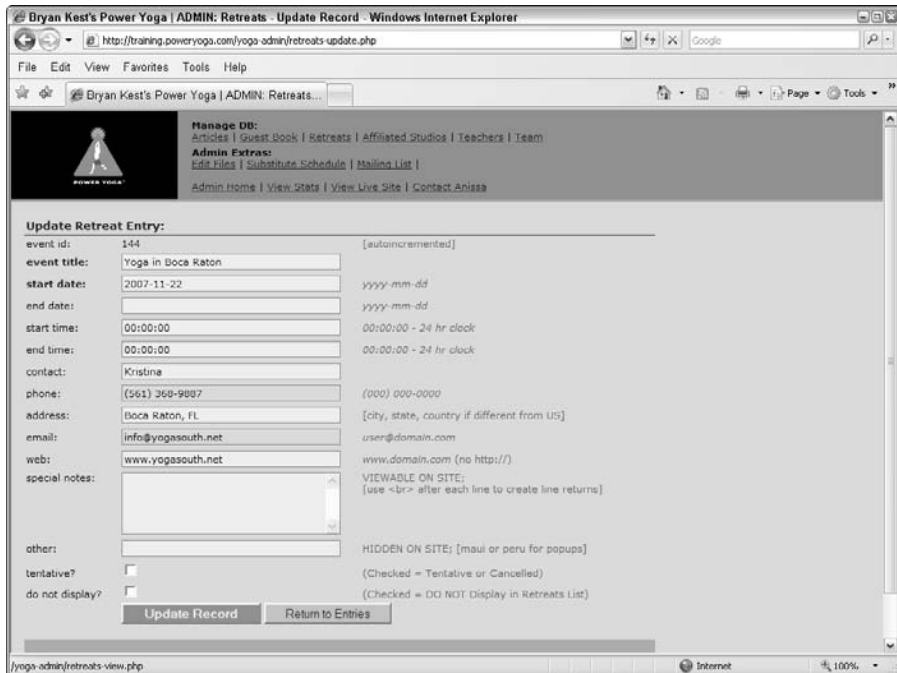 Bryan Kest's Power Yoga | ADMIN: Retreats - Update Record - Windows Internet Explorer
http://training.poweryoga.com/yoga-admin/retreats-update.php
Google
File Edit View Favorites Tools Help
Bryan Kest's Power Yoga | ADMIN: Retreats...
Page Tools
POWER YOGA
Manage DB:
Articles | Guest Book | Retreats | Affiliated Studios | Teachers | Team
Admin Extras:
Edit Files | Substitute Schedule | Mailing List |
Admin Home | View Stats | View Live Site | Contact Anissa
Update Retreat Entry:
event id: 144 [autoincremented]
event title: Yoga in Boca Raton
start date: 2007-11-22 yyyy-mm-dd
end date: yyyy-mm-dd
start time: 00:00:00 00:00:00 - 24 hr clock
end time: 00:00:00 00:00:00 - 24 hr clock
contact: Kristina
phone: (561) 368-9887 (000) 000-0000
address: Boca Raton, FL [city, state, country if different from US]
email: info@yogasouth.net user@domain.com
web: www.yogasouth.net www.domain.com (no http://)
special notes: VIEWABLE ON SITE;
[use <br> after each line to create line returns]
other: HIDDEN ON SITE; [maui or peru for popups]
tentative? (Checked = Tentative or Cancelled)
do not display? (Checked = DO NOT Display in Retreats List)
Update Record Return to Entries
/yoga-admin/retreats-view.php Internet 100%